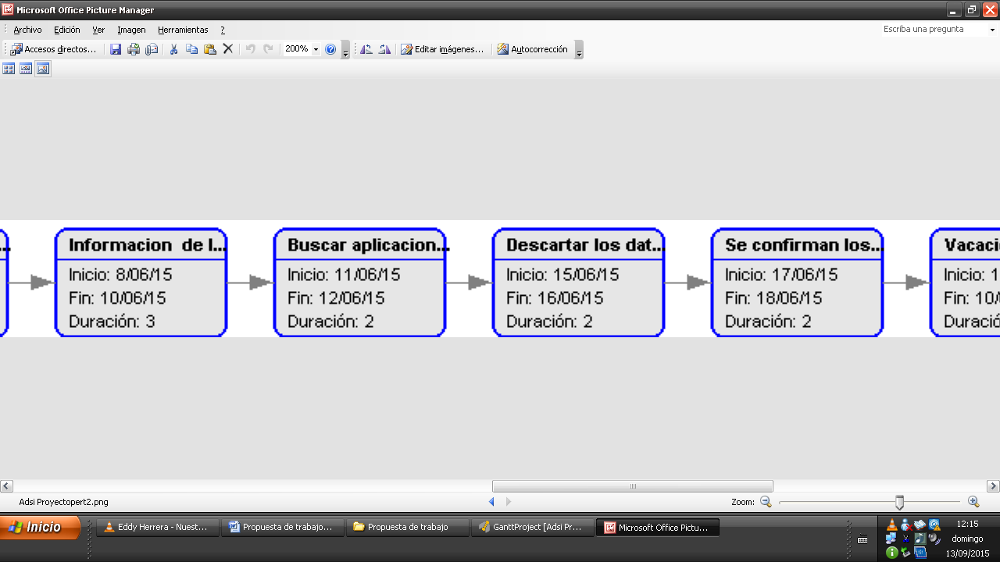 Microsoft Office Picture Manager
Archivo Edición Ver Imagen Herramientas ? Escriba una pregunta
Accesos directos... 200% Editar imágenes... Autocorrección
... Informacion de l... Buscar aplicacion... Descartar los dat... Se confirman los... Vacaci
Inicio: 8/06/15 Inicio: 11/06/15 Inicio: 15/06/15 Inicio: 17/06/15 Inicio: 1
Fin: 10/06/15 Fin: 12/06/15 Fin: 16/06/15 Fin: 18/06/15 Fin: 10/
Duración: 3 Duración: 2 Duración: 2 Duración: 2 Duració
Adsi Proyectopert2.png Zoom:
Inicio Eddy Herrera - Nuest... Propuesta de trabajo... Propuesta de trabajo GanttProject [Adsi Pr... Microsoft Office Pictu...
12:15
domingo
13/09/2015